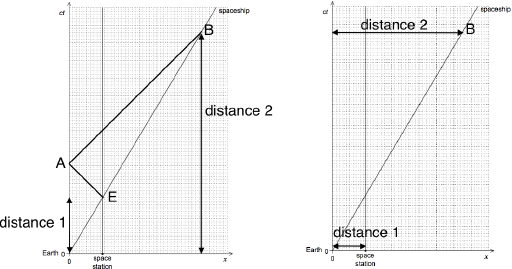 ct
spaceship
B
distance 2
A
E
distance 1
Earth 0
0
space
station
x
ct
spaceship
distance 2
B
distance 1
Earth 0
0
space
station
x